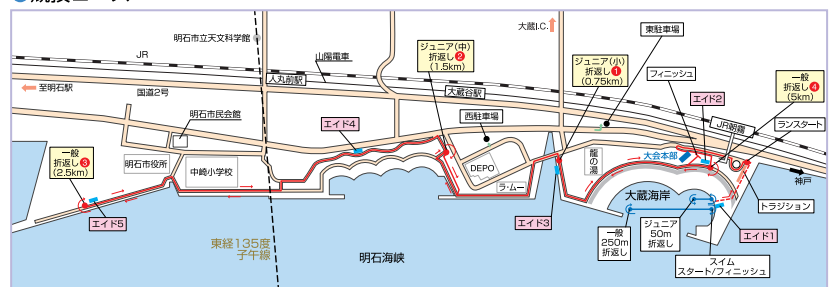 大蔵I.C.
東駐車場
明石市立天文科学館
ジュニア(中)
折返し❷
(1.5km)
ジュニア(小)
折返し❶
(0.75km)
フィニッシュ
一般
折返し❹
(5km)
JR
山陽電車
人丸前駅
大蔵谷駅
エイド2
JR朝霧
ランスタート
至明石駅
国道2号
明石市民会館
エイド4
西駐車場
大会本部
龍の湯
一般
折返し❸
(2.5km)
明石市役所
中崎小学校
DEPO
ラ・ムー
神戸
トラジション
大蔵海岸
エイド5
エイド3
ジュニア
50m
折返し
一般
250m
折返し
エイド1
東経135度
子午線
明石海峡
スイム
スタート/フィニッシュ